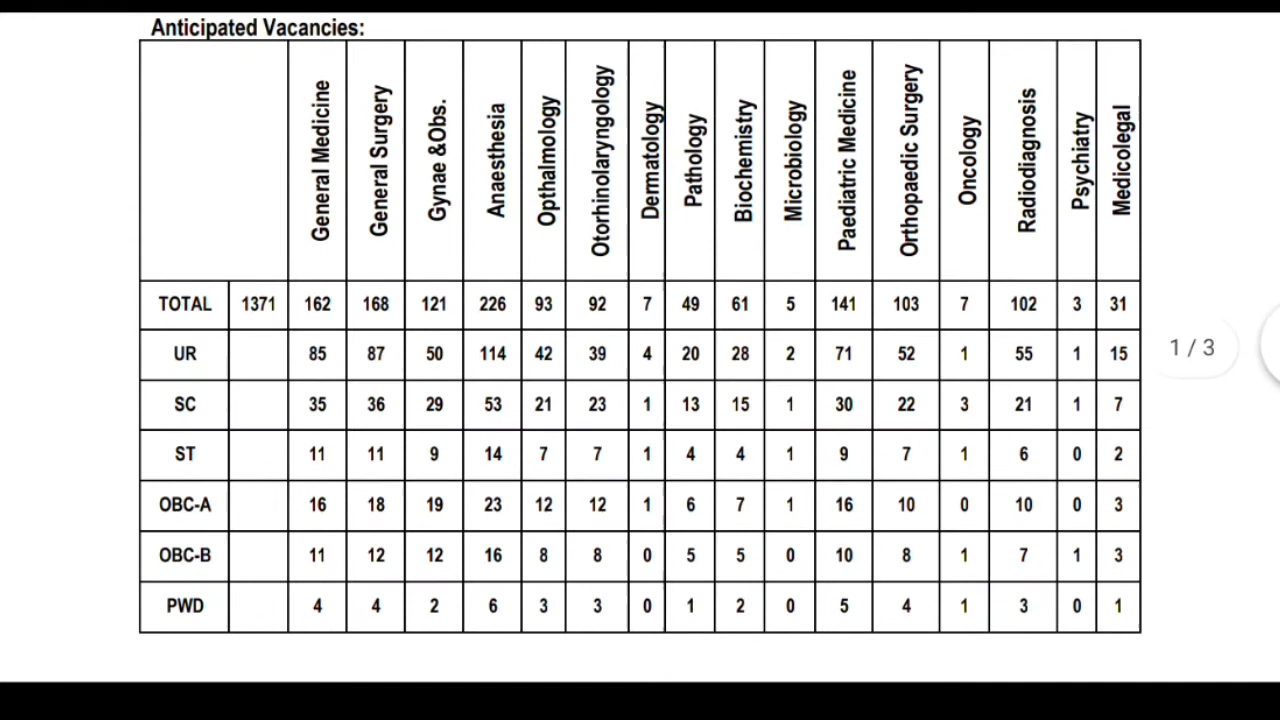 Anticipated Vacancies:
General Medicine General Surgery Gynae &Obs. Anaesthesia Opthalmology Otorhinolaryngology Dermatology Pathology Biochemistry Microbiology Paediatric Medicine Orthopaedic Surgery Oncology Radiodiagnosis Psychiatry Medicolegal
TOTAL 1371 162 168 121 226 93 92 7 49 61 5 141 103 7 102 3 31
UR 85 87 50 114 42 39 4 20 28 2 71 52 1 55 1 15
SC 35 36 29 53 21 23 1 13 15 1 30 22 3 21 1 7
ST 11 11 9 14 7 7 1 4 4 1 9 7 1 6 0 2
OBC-A 16 18 19 23 12 12 1 6 7 1 16 10 0 10 0 3
OBC-B 11 12 12 16 8 8 0 5 5 0 10 8 1 7 1 3
PWD 4 4 2 6 3 3 0 1 2 0 5 4 1 3 0 1
1 / 3